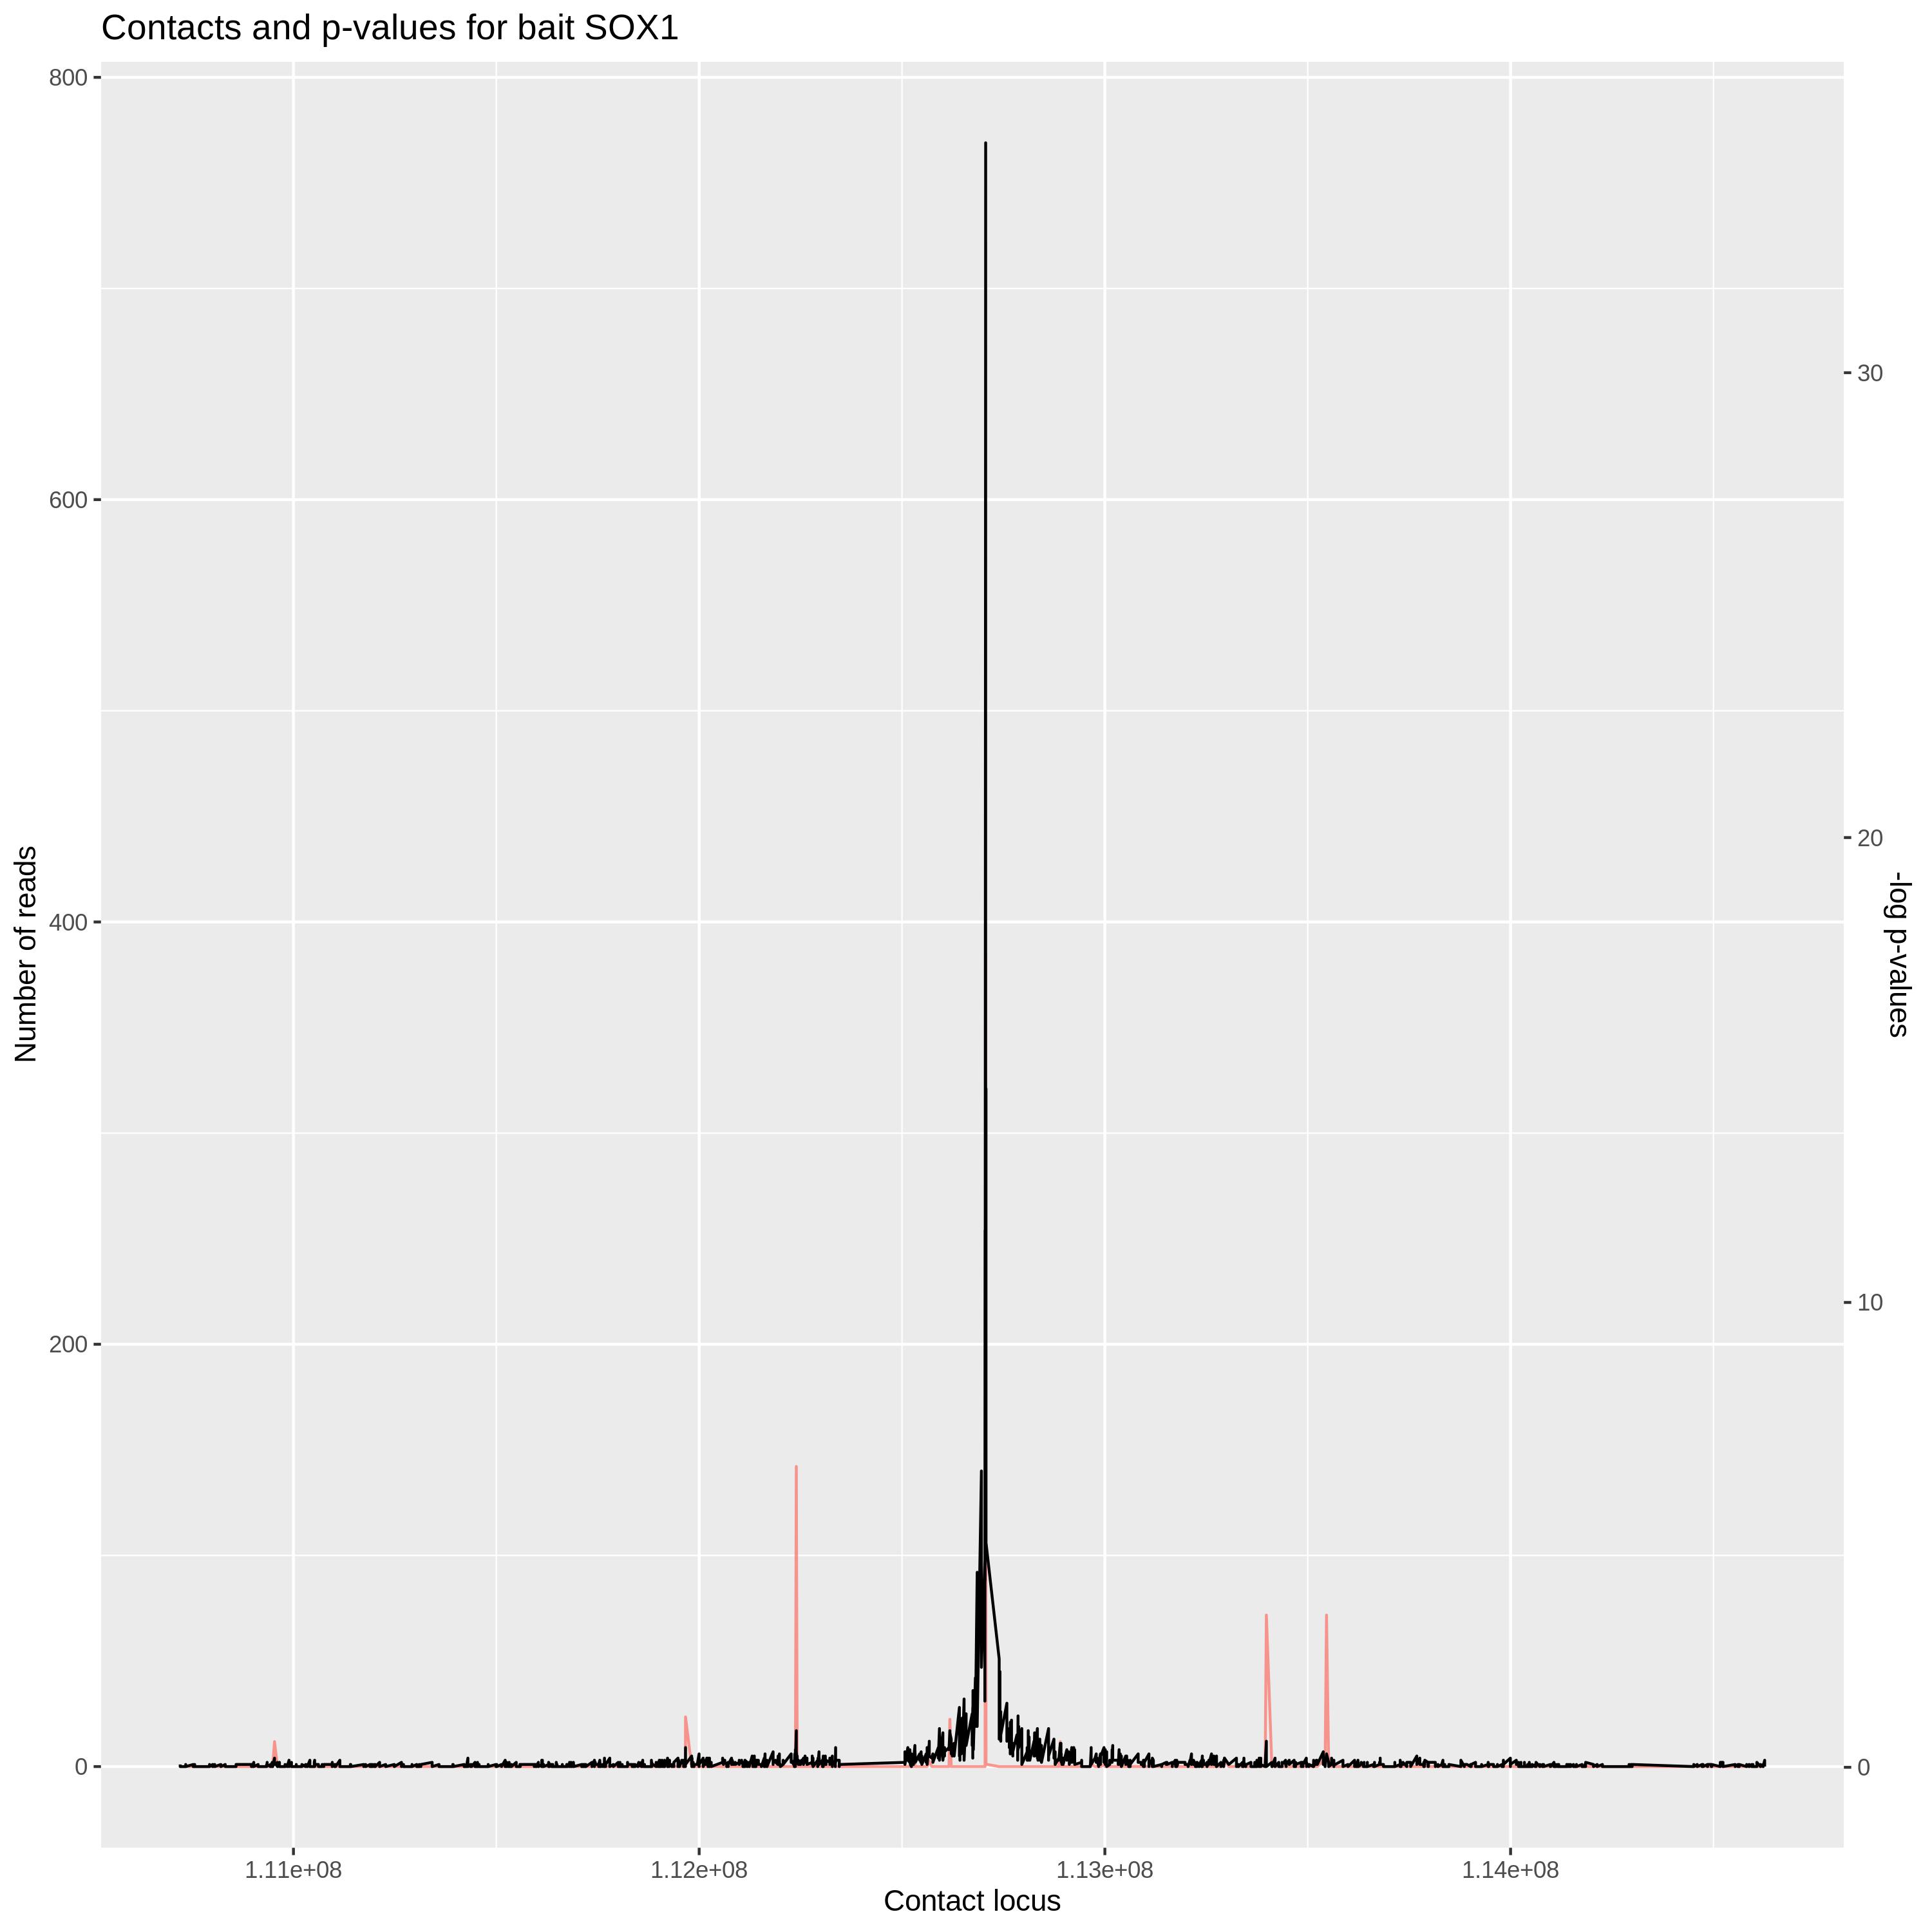 Contacts and p-values for bait SOX1
800
600
400
200
0
Number of reads
30
20
10
0
-log p-values
1.11e+08
1.12e+08
1.13e+08
1.14e+08
Contact locus